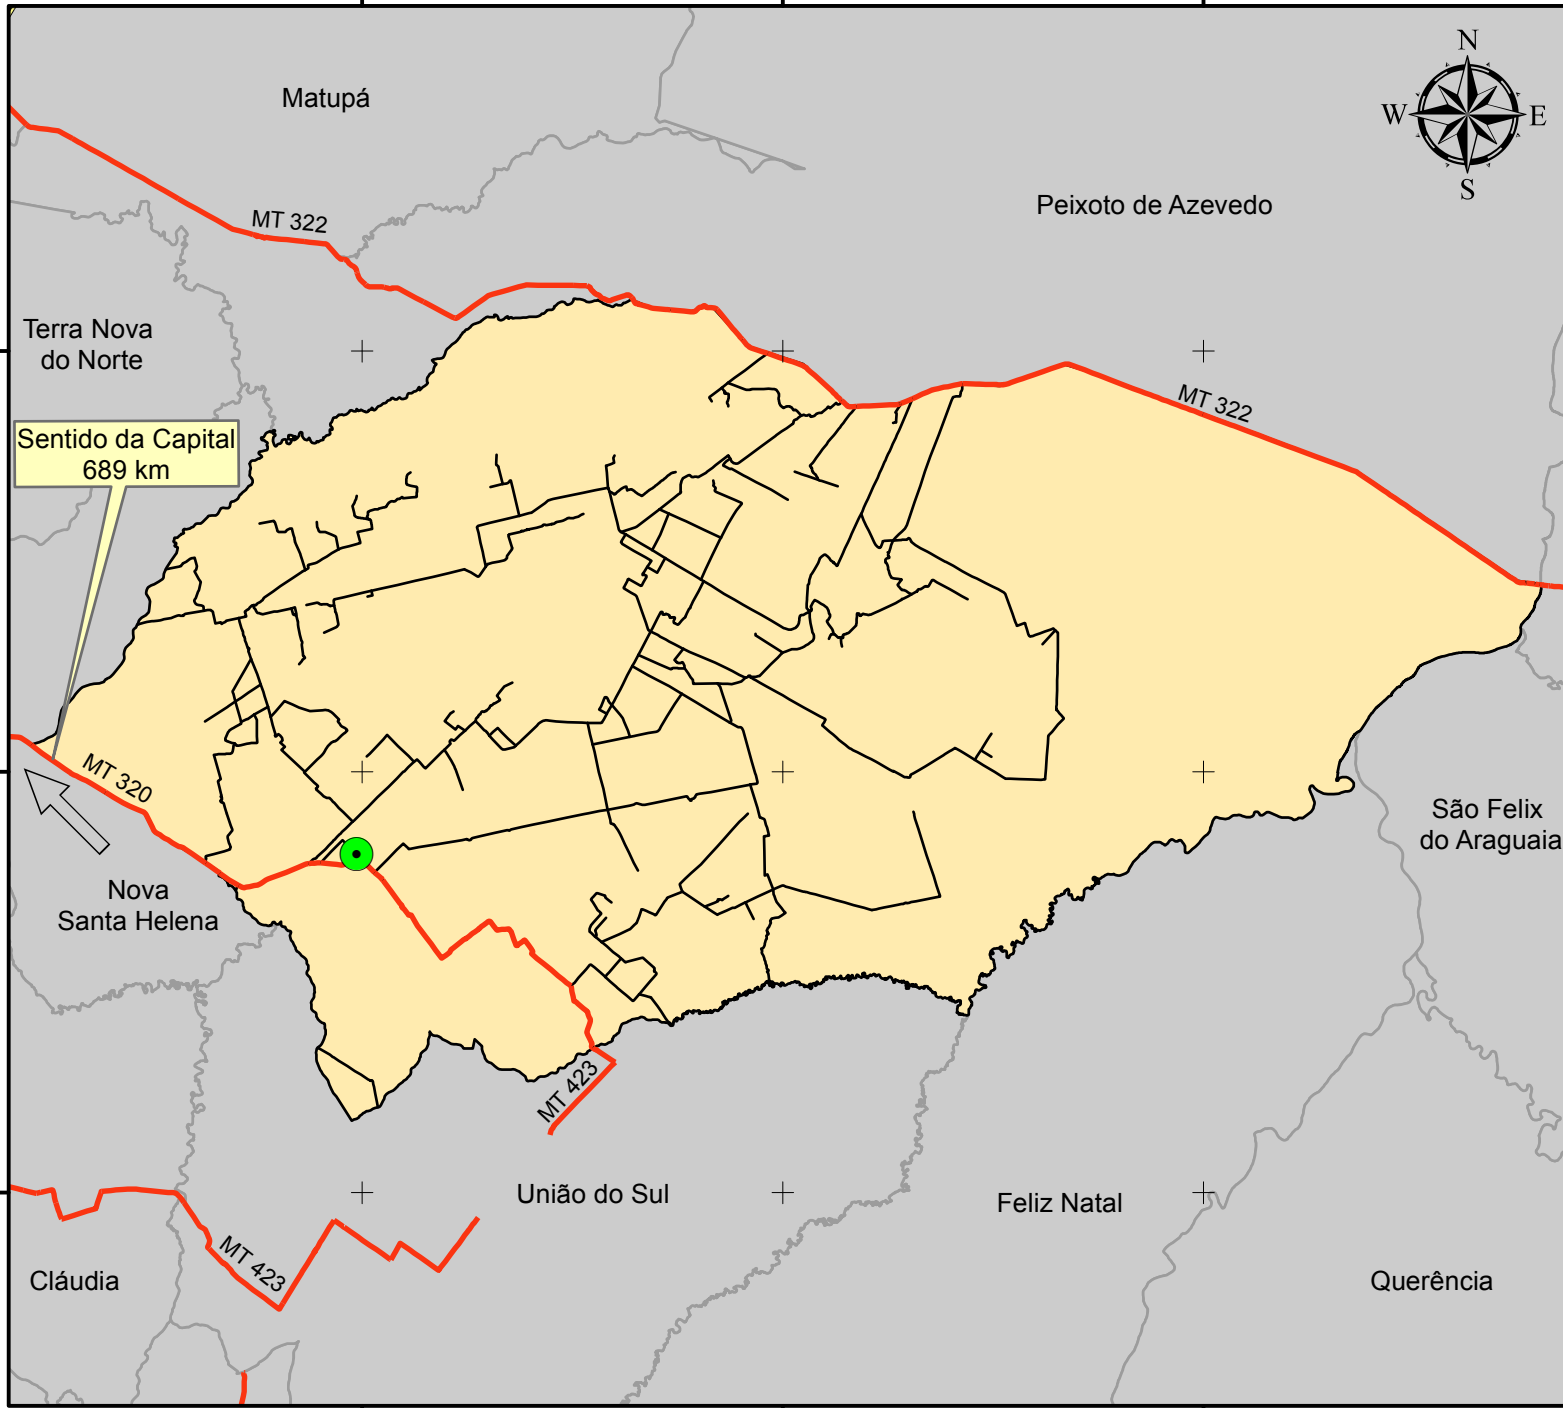 N
Matupá
W
E
S
Peixoto de Azevedo
MT 322
Terra Nova
do Norte
MT 322
Sentido da Capital
689 km
MT 320
São Felix
do Araguaia
Nova
Santa Helena
MT 423
União do Sul
Feliz Natal
MT 423
Cláudia
Querência